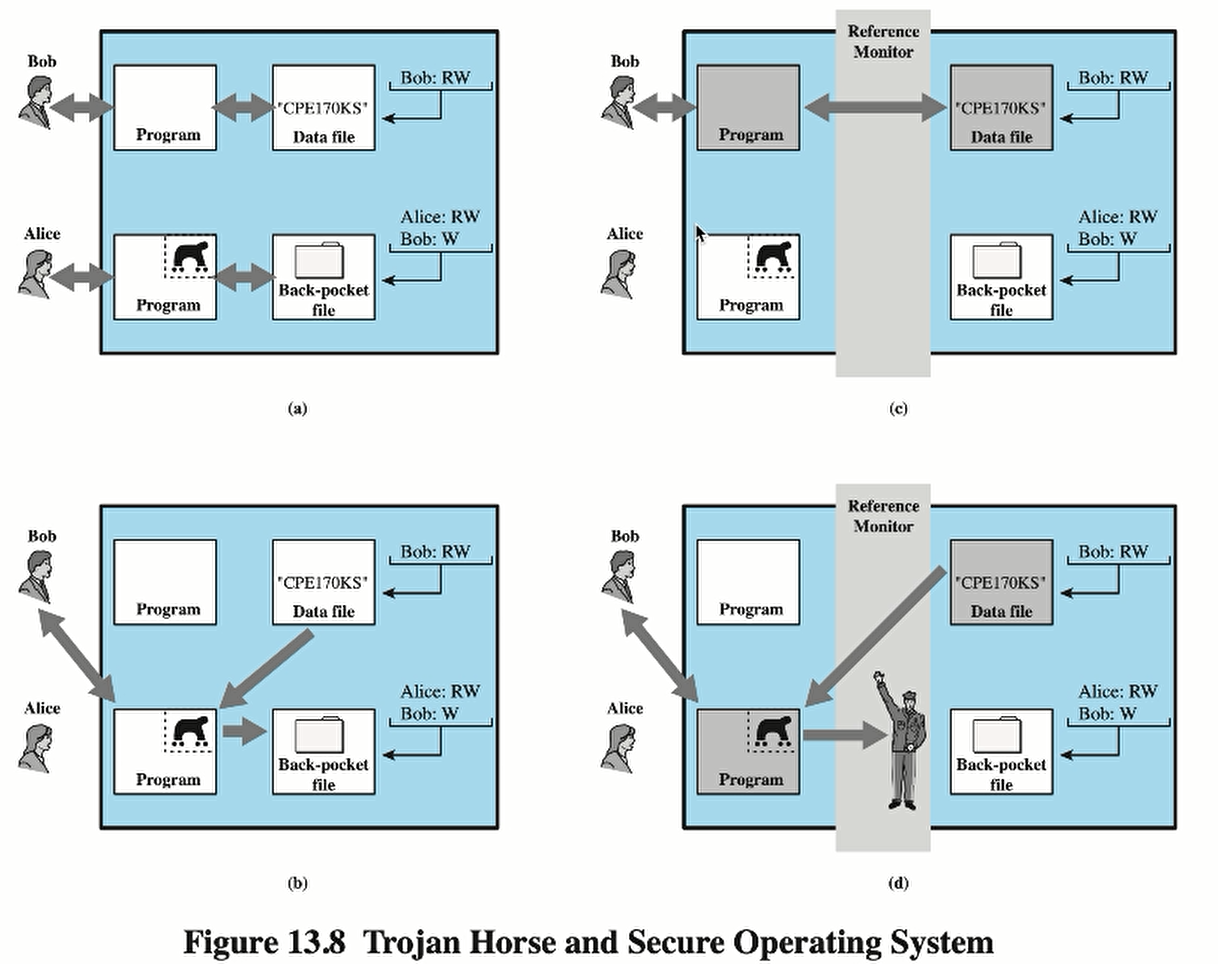 Bob
Program
"CPE170KS"
Data file
Bob: RW
Alice
Program
Back-pocket
file
Alice: RW
Bob: W
(a)
Reference
Monitor
Bob
Program
"CPE170KS"
Data file
Bob: RW
Alice
Program
Back-pocket
file
Alice: RW
Bob: W
(c)
Bob
Program
"CPE170KS"
Data file
Bob: RW
Alice
Program
Back-pocket
file
Alice: RW
Bob: W
(b)
Reference
Monitor
Bob
Program
"CPE170KS"
Data file
Bob: RW
Alice
Program
Back-pocket
file
Alice: RW
Bob: W
(d)
Figure 13.8 Trojan Horse and Secure Operating System